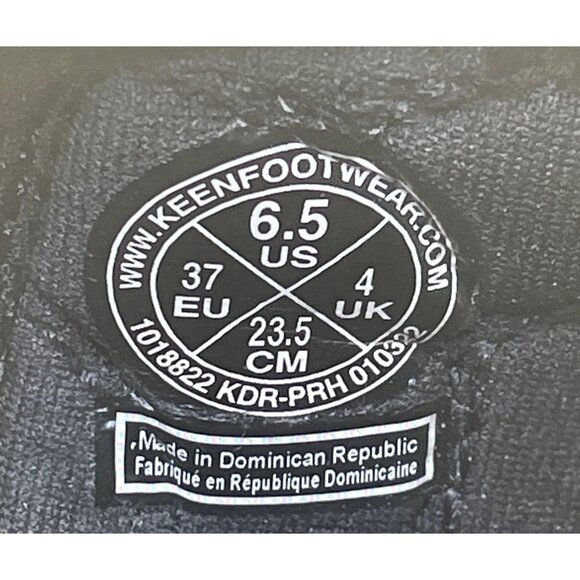 WWW.KEENFOOTWEAR.COM
6.5
US
37
EU
4
UK
23.5
CM
1018822 KDR-PRH 010322
Made in Dominican Republic
Fabriqué en République Dominicaine